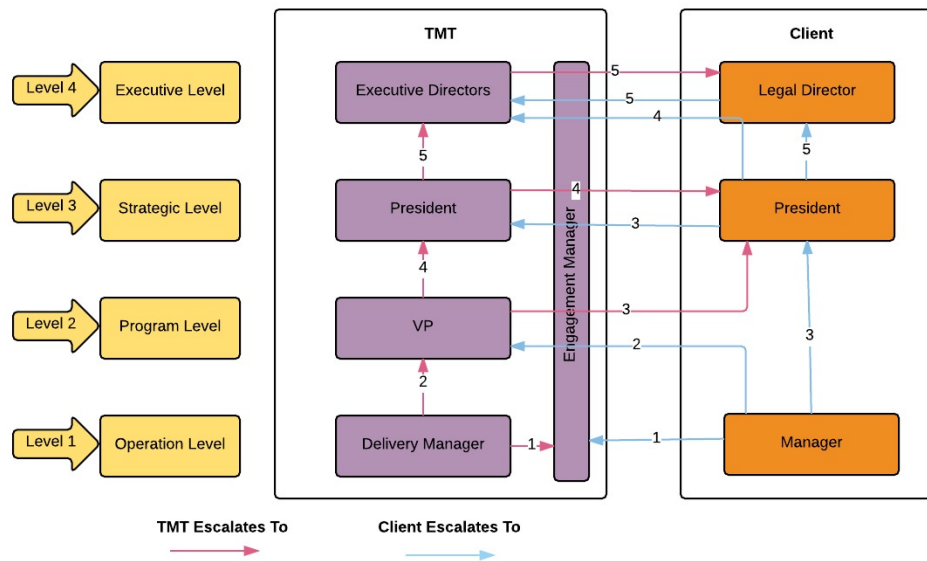 TMT
Client
Level 4
Executive Level
Executive Directors
5
Legal Director
5
4
5
5
Level 3
Strategic Level
President
4
President
3
4
Engagement Manager
Level 2
Program Level
VP
3
3
2
2
Level 1
Operation Level
Delivery Manager
1
1
Manager
TMT Escalates To
Client Escalates To